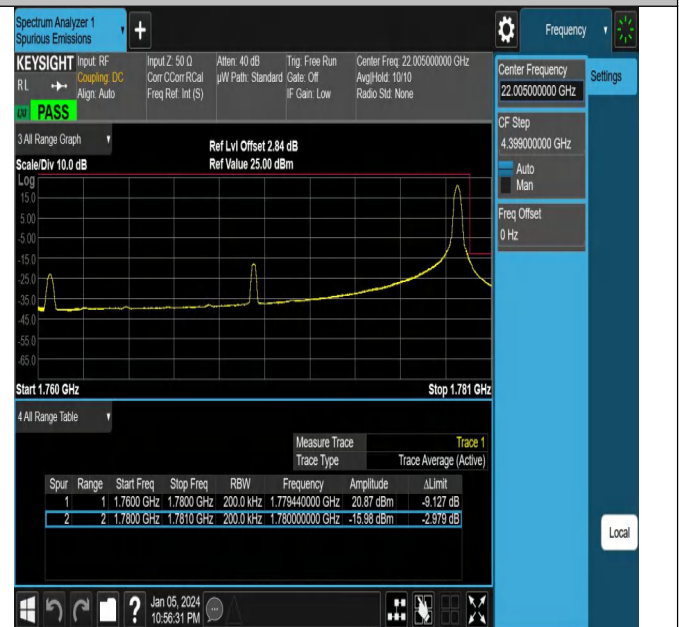 Spectrum Analyzer 1
Spurious Emissions
+
Frequency
KEYSIGHT
RL
PASS
Input: RF
Coupling: DC
Align: Auto
Input Z: 50 Ω
Corr CCorr RCal
Freq Ref: Int (S)
Atten: 40 dB
µW Path: Standard
Trig: Free Run
Gate: Off
IF Gain: Low
Center Freq: 22.005000000 GHz
Avg|Hold: 10/10
Radio Std: None
Center Frequency
22.005000000 GHz
Settings
CF Step
4.399000000 GHz
Auto
Man
Freq Offset
0 Hz
3 All Range Graph
Scale/Div 10.0 dB
Ref Lvl Offset 2.84 dB
Ref Value 25.00 dBm
Log
15.0
5.00
-5.00
-15.0
-25.0
-35.0
-45.0
-55.0
-65.0
Start 1.760 GHz
Stop 1.781 GHz
4 All Range Table
Measure Trace Trace 1
Trace Type Trace Average (Active)
Spur Range Start Freq Stop Freq RBW Frequency Amplitude ΔLimit
1 1 1.7600 GHz 1.7800 GHz 200.0 kHz 1.779440000 GHz 20.87 dBm -9.127 dB
2 2 1.7800 GHz 1.7810 GHz 200.0 kHz 1.780000000 GHz -15.98 dBm -2.979 dB
Local
?
Jan 05, 2024
10:56:31 PM